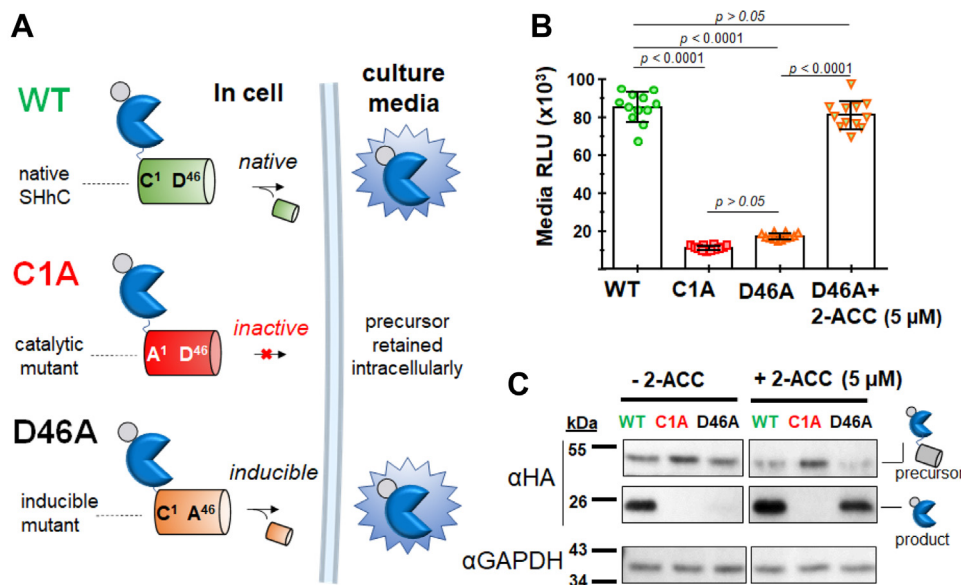 A
WT
In cell
culture
media
native
SHhC
C¹ D⁴⁶
native
C1A
catalytic
mutant
A¹ D⁴⁶
inactive
precursor
retained
intracellularly
D46A
inducible
mutant
C¹ A⁴⁶
inducible
B
p > 0.05
p < 0.0001
p < 0.0001
p < 0.0001
p > 0.05
Media RLU (x10³)
100
80
60
40
20
WT
C1A
D46A
D46A+
2-ACC (5 µM)
C
- 2-ACC
+ 2-ACC (5 µM)
kDa
WT C1A D46A
WT C1A D46A
55
αHA
precursor
26
product
αGAPDH
43
34